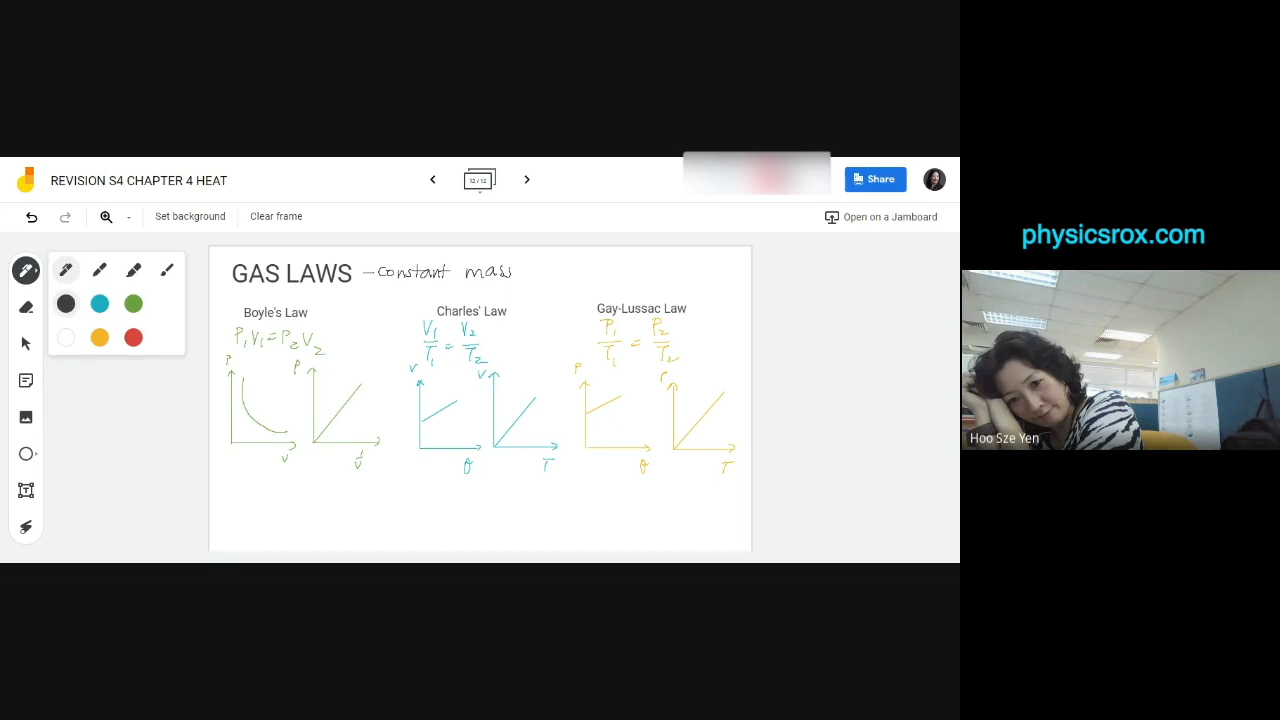 REVISION S4 CHAPTER 4 HEAT
12 / 12
Share
Set background
Clear frame
Open on a Jamboard
GAS LAWS - constant mass
Boyle's Law
P₁V₁=P₂V₂
P
V
P
1/V
Charles' Law
V₁/T₁ = V₂/T₂
V
θ
V
T
Gay-Lussac Law
P₁/T₁ = P₂/T₂
P
θ
P
T
physicsrox.com
Hoo Sze Yen